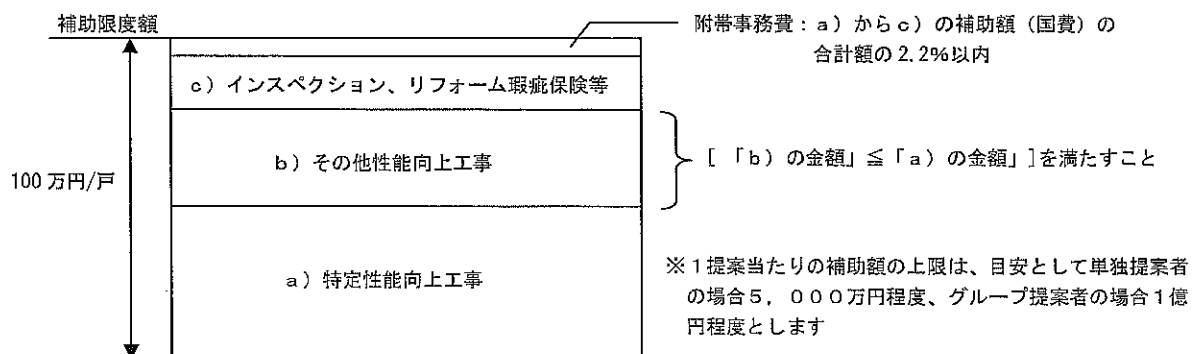 補助限度額
附帯事務費：a）からc）の補助額（国費）の
合計額の2.2%以内
c）インスペクション、リフォーム瑕疵保険等
b）その他性能向上工事
［ 「b）の金額」≦「a）の金額」］を満たすこと
100万円/戸
a）特定性能向上工事
※1提案当たりの補助額の上限は、目安として単独提案者
の場合5，000万円程度、グループ提案者の場合1億
円程度とします